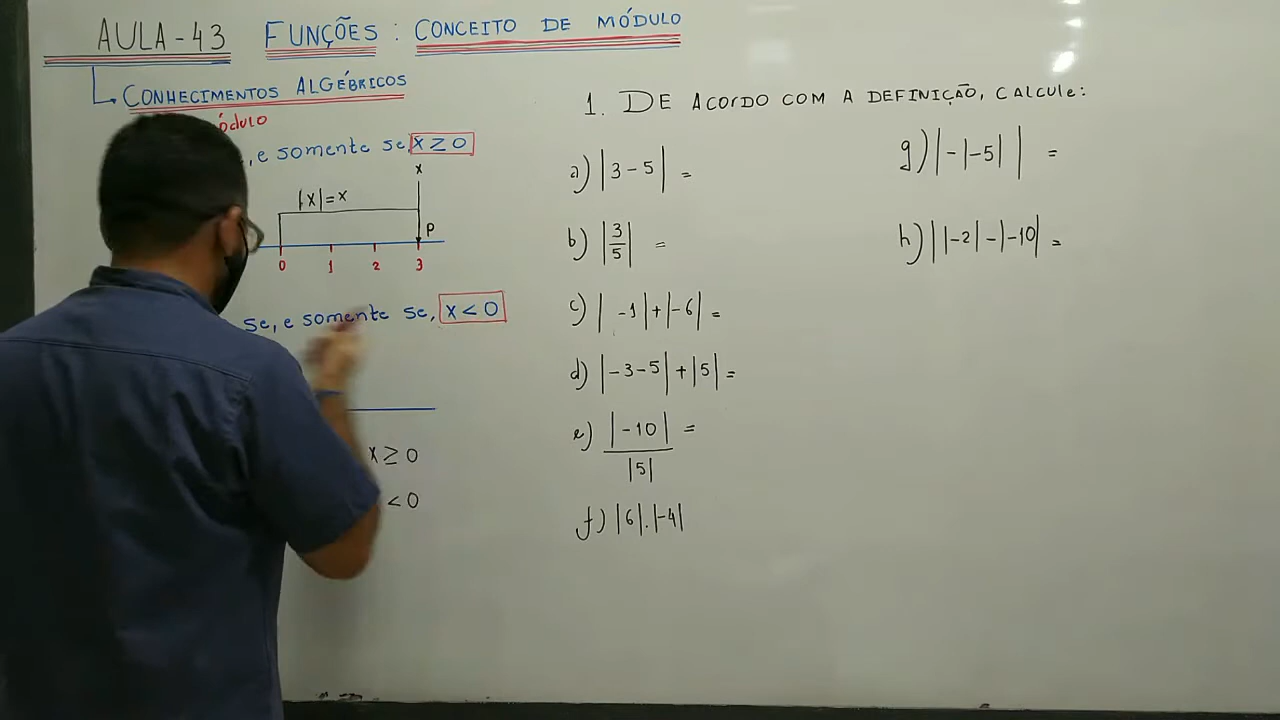 AULA - 43 FUNÇÕES : CONCEITO DE MÓDULO
CONHECIMENTOS ALGÉBRICOS
, e somente se, x ≥ 0
x
|x| = x
P
0 1 2 3
se, e somente se, x < 0
x ≥ 0
< 0
1. DE ACORDO COM A DEFINIÇÃO, CALCULE:
a) |3 - 5| =
b) |3/5| =
c) | -1| + |-6| =
d) |-3-5| + |5| =
e) |-10| / |5| =
f) |6| . |-4|
g) |-|-5| | =
h) | |-2| - |-10| =